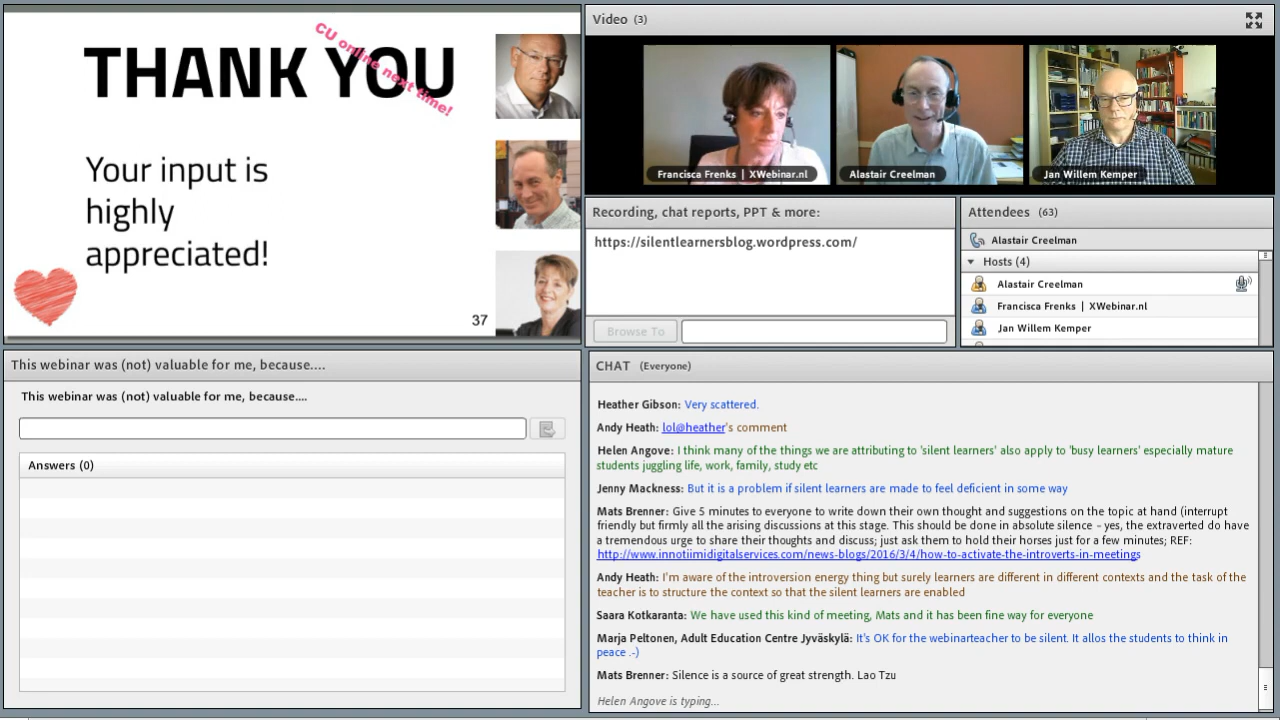 THANK YOU
CU online next time!
Your input is
highly
appreciated!
37
Video (3)
Francisca Frenks | XWebinar.nl
Alastair Creelman
Jan Willem Kemper
Recording, chat reports, PPT & more:
https://silentlearnersblog.wordpress.com/
Browse To
Attendees (63)
Alastair Creelman
Hosts (4)
Alastair Creelman
Francisca Frenks | XWebinar.nl
Jan Willem Kemper
This webinar was (not) valuable for me, because....
This webinar was (not) valuable for me, because....
Answers (0)
CHAT (Everyone)
Heather Gibson: Very scattered.
Andy Heath: lol@heather's comment
Helen Angove: I think many of the things we are attributing to 'silent learners' also apply to 'busy learners' especially mature
students juggling life, work, family, study etc
Jenny Mackness: But it is a problem if silent learners are made to feel deficient in some way
Mats Brenner: Give 5 minutes to everyone to write down their own thought and suggestions on the topic at hand (interrupt
friendly but firmly all the arising discussions at this stage. This should be done in absolute silence – yes, the extraverted do have
a tremendous urge to share their thoughts and discuss; just ask them to hold their horses just for a few minutes; REF:
http://www.innotiimidigitalservices.com/news-blogs/2016/3/4/how-to-activate-the-introverts-in-meetings
Andy Heath: I'm aware of the introversion energy thing but surely learners are different in different contexts and the task of the
teacher is to structure the context so that the silent learners are enabled
Saara Kotkaranta: We have used this kind of meeting, Mats and it has been fine way for everyone
Marja Peltonen, Adult Education Centre Jyväskylä: It's OK for the webinarteacher to be silent. It allos the students to think in
peace .-)
Mats Brenner: Silence is a source of great strength. Lao Tzu
Helen Angove is typing...